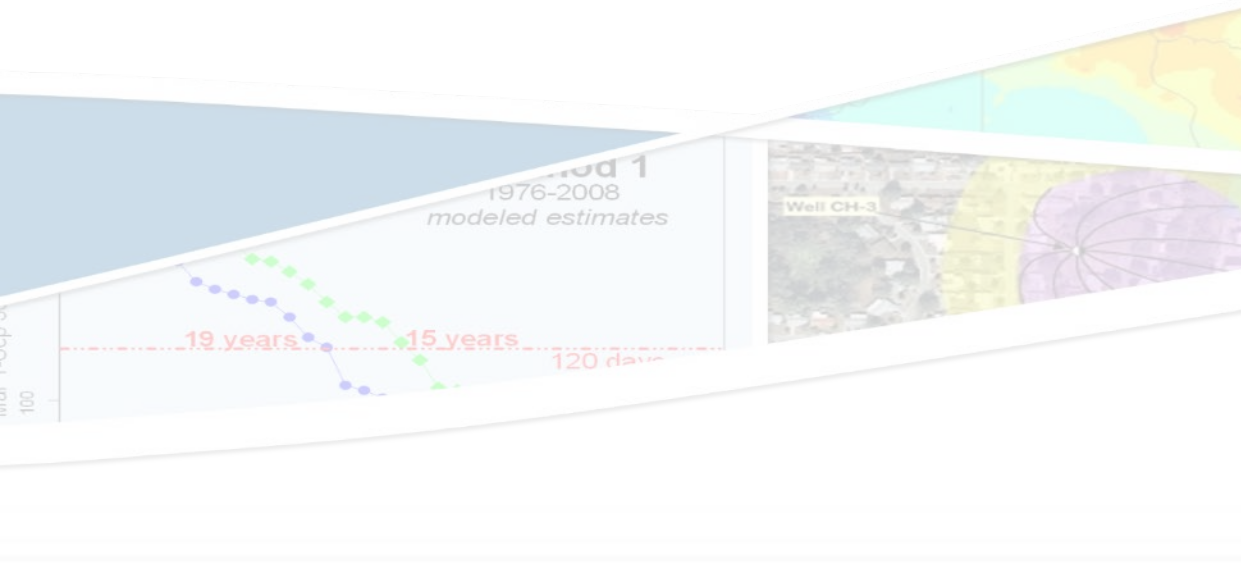 1976-2008
modeled estimates
Well CH-3
19 years
15 years
120 days
100